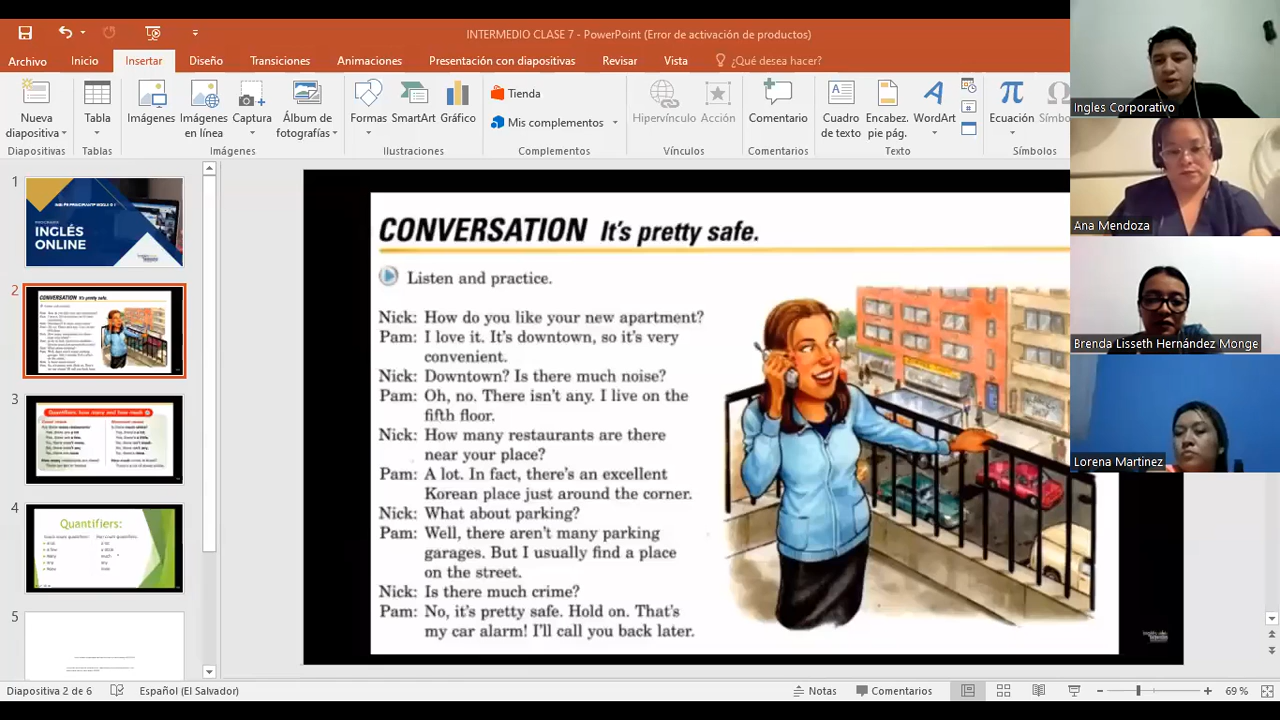 INTERMEDIO CLASE 7 - PowerPoint (Error de activación de productos)
Archivo Inicio Insertar Diseño Transiciones Animaciones Presentación con diapositivas Revisar Vista ¿Qué desea hacer?
Nueva diapositiva
Tabla
Imágenes
Imágenes en línea
Captura
Álbum de fotografías
Formas
SmartArt
Gráfico
Tienda
Mis complementos
Hipervínculo
Acción
Comentario
Cuadro de texto
Encabez. pie pág.
WordArt
Ecuación
Símbo
Diapositivas Tablas Imágenes Ilustraciones Complementos Vínculos Comentarios Texto Símbolos
Ingles Corporativo
Ana Mendoza
Brenda Lisseth Hernández Monge
Lorena Martinez
1
INGLÉS
ONLINE
2
CONVERSATION It's pretty safe.
3
Quantifiers: how many and how much
4
Quantifiers:
5
CONVERSATION It's pretty safe.
Listen and practice.
Nick: How do you like your new apartment?
Pam: I love it. It's downtown, so it's very
convenient.
Nick: Downtown? Is there much noise?
Pam: Oh, no. There isn't any. I live on the
fifth floor.
Nick: How many restaurants are there
near your place?
Pam: A lot. In fact, there's an excellent
Korean place just around the corner.
Nick: What about parking?
Pam: Well, there aren't many parking
garages. But I usually find a place
on the street.
Nick: Is there much crime?
Pam: No, it's pretty safe. Hold on. That's
my car alarm! I'll call you back later.
Diapositiva 2 de 6 Español (El Salvador) Notas Comentarios 69 %